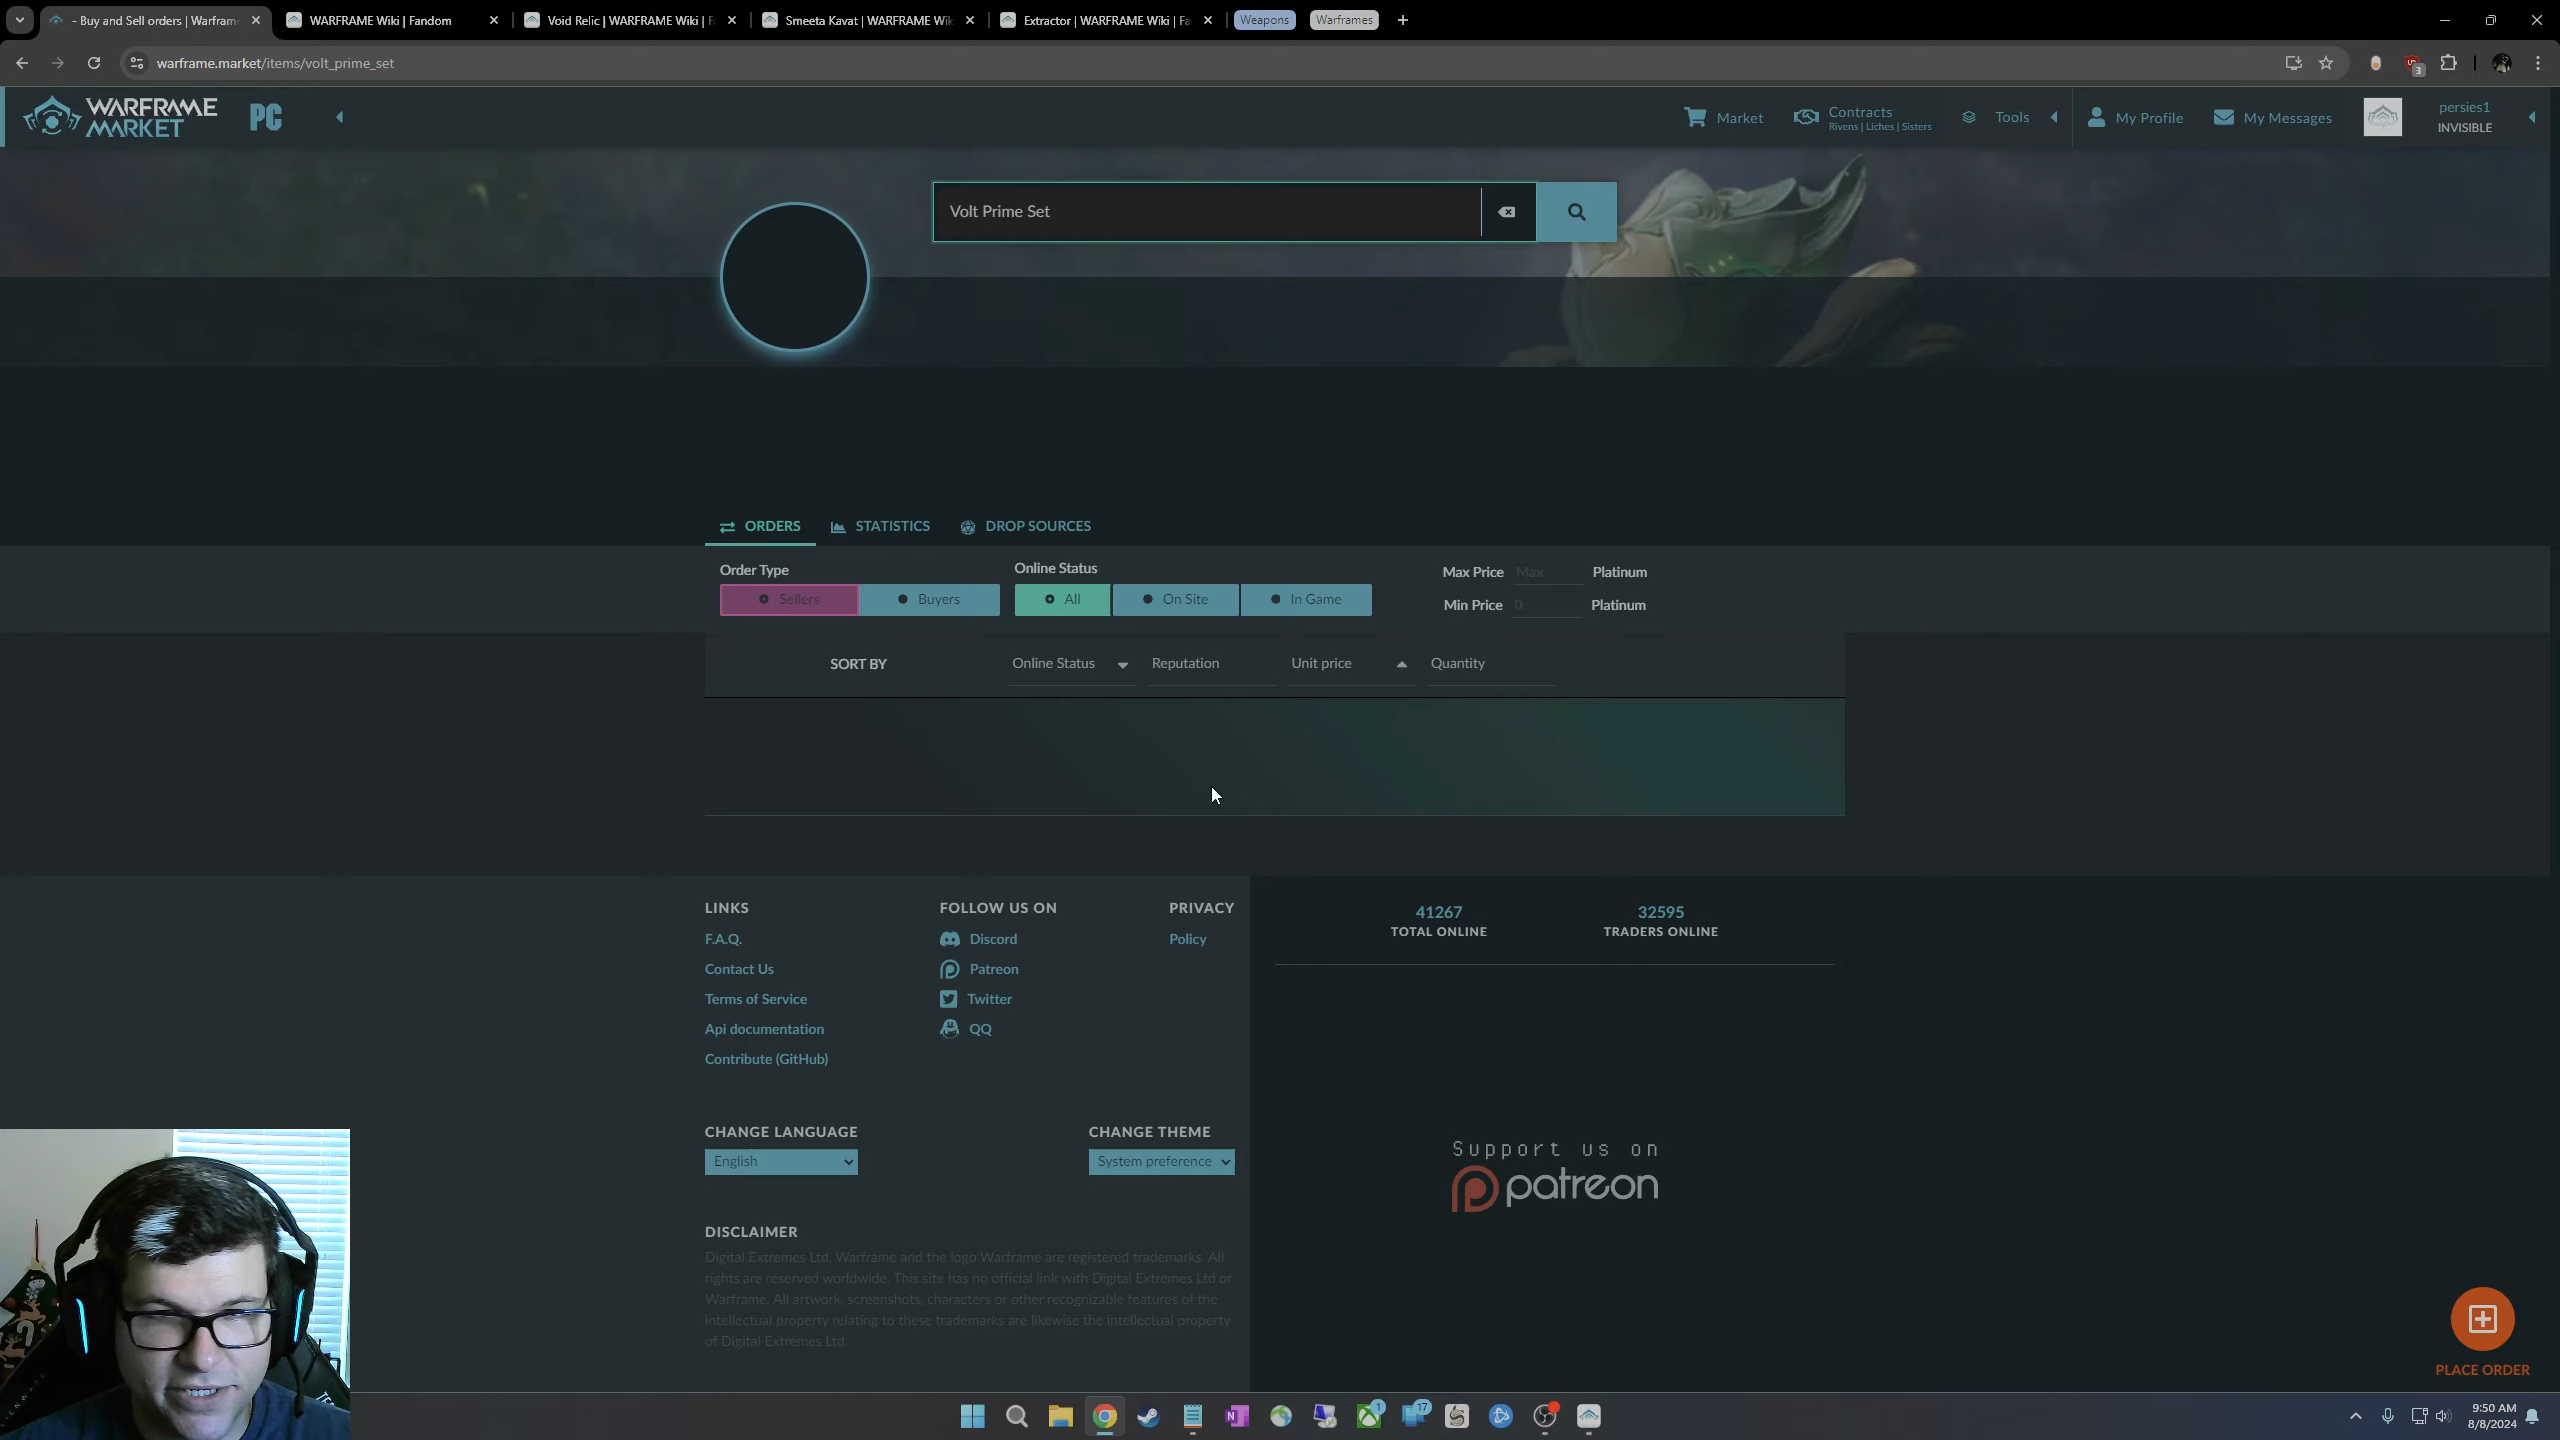 - Buy and Sell orders | Warframe
WARFRAME Wiki | Fandom
Void Relic | WARFRAME Wiki | F
Smeeta Kavat | WARFRAME Wik
Extractor | WARFRAME Wiki | Fa
Weapons
Warframes
warframe.market/items/volt_prime_set
3
WARFRAME
MARKET
PC
Market
Contracts
Rivens | Liches | Sisters
Tools
My Profile
My Messages
persies1
INVISIBLE
Volt Prime Set
ORDERS
STATISTICS
DROP SOURCES
Order Type
Sellers
Buyers
Online Status
All
On Site
In Game
Max Price Max Platinum
Min Price 0 Platinum
SORT BY
Online Status
Reputation
Unit price
Quantity
LINKS
F.A.Q.
Contact Us
Terms of Service
Api documentation
Contribute (GitHub)
FOLLOW US ON
Discord
Patreon
Twitter
QQ
PRIVACY
Policy
41267
TOTAL ONLINE
32595
TRADERS ONLINE
CHANGE LANGUAGE
English
CHANGE THEME
System preference
Support us on
patreon
DISCLAIMER
Digital Extremes Ltd, Warframe and the logo Warframe are registered trademarks. All
rights are reserved worldwide. This site has no official link with Digital Extremes Ltd or
Warframe. All artwork, screenshots, characters or other recognizable features of the
intellectual property relating to these trademarks are likewise the intellectual property
of Digital Extremes Ltd.
PLACE ORDER
1
17
9:50 AM
8/8/2024